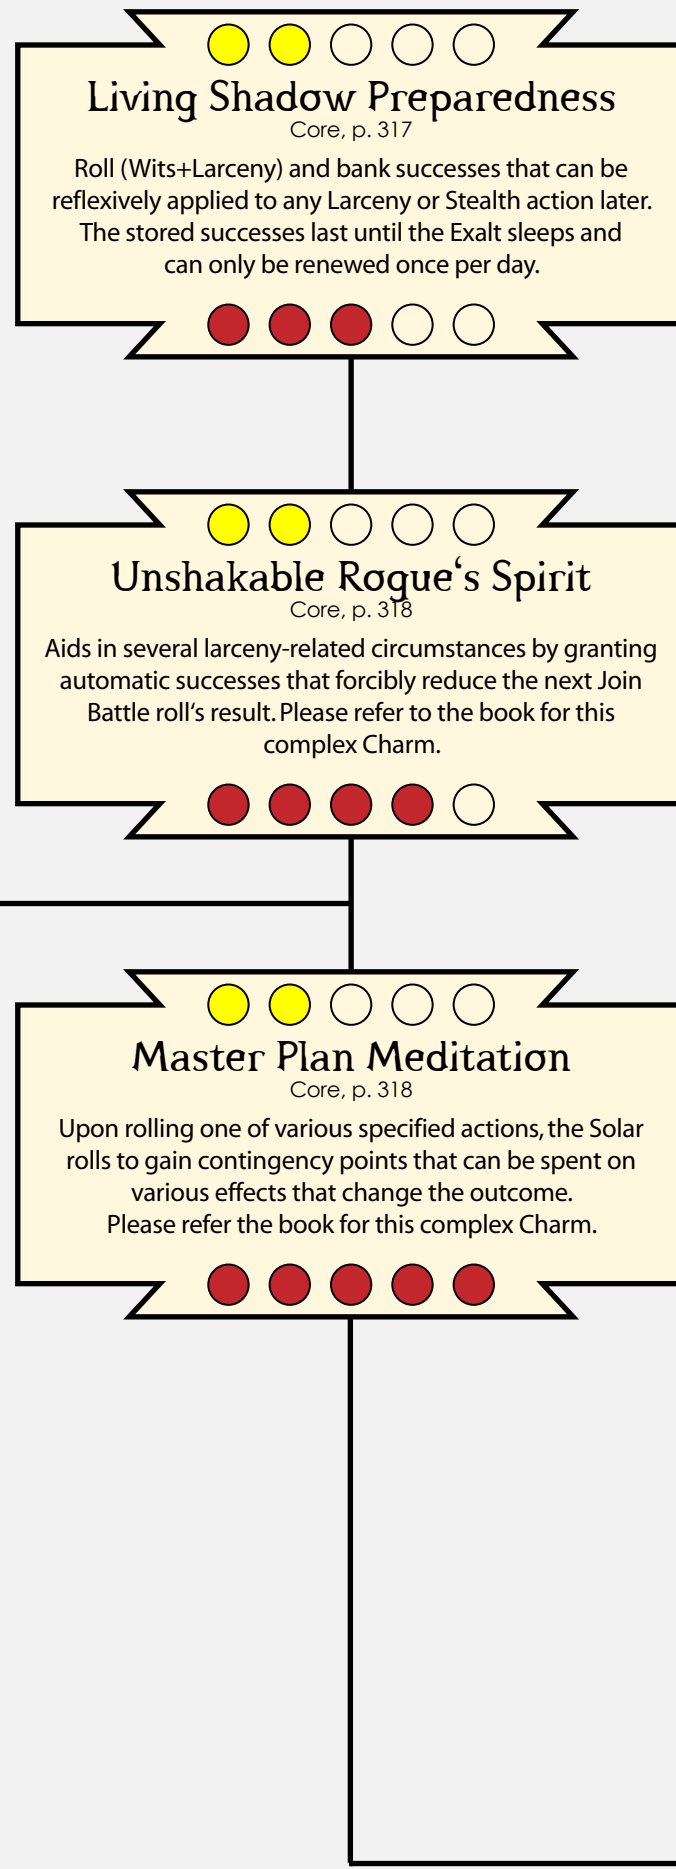 Living Shadow Preparedness
Core, p. 317
Roll (Wits+Larceny) and bank successes that can be
reflexively applied to any Larceny or Stealth action later.
The stored successes last until the Exalt sleeps and
can only be renewed once per day.
Unshakable Rogue‘s Spirit
Core, p. 318
Aids in several larceny-related circumstances by granting
automatic successes that forcibly reduce the next Join
Battle roll‘s result. Please refer to the book for this
complex Charm.
Master Plan Meditation
Core, p. 318
Upon rolling one of various specified actions, the Solar
rolls to gain contingency points that can be spent on
various effects that change the outcome.
Please refer the book for this complex Charm.